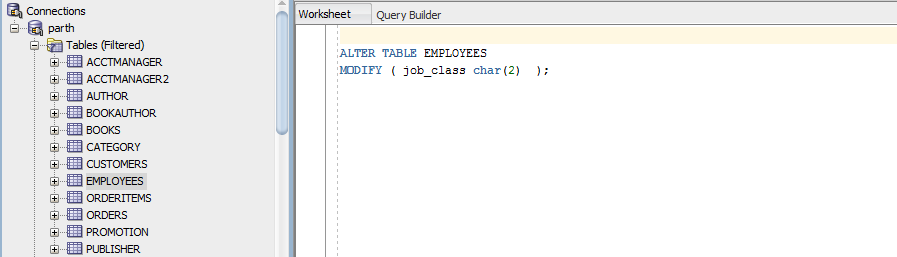 Connections
parth
Tables (Filtered)
ACCTMANAGER
ACCTMANAGER2
AUTHOR
BOOKAUTHOR
BOOKS
CATEGORY
CUSTOMERS
EMPLOYEES
ORDERITEMS
ORDERS
PROMOTION
PUBLISHER
Worksheet Query Builder
ALTER TABLE EMPLOYEES
MODIFY ( job_class char(2)  );